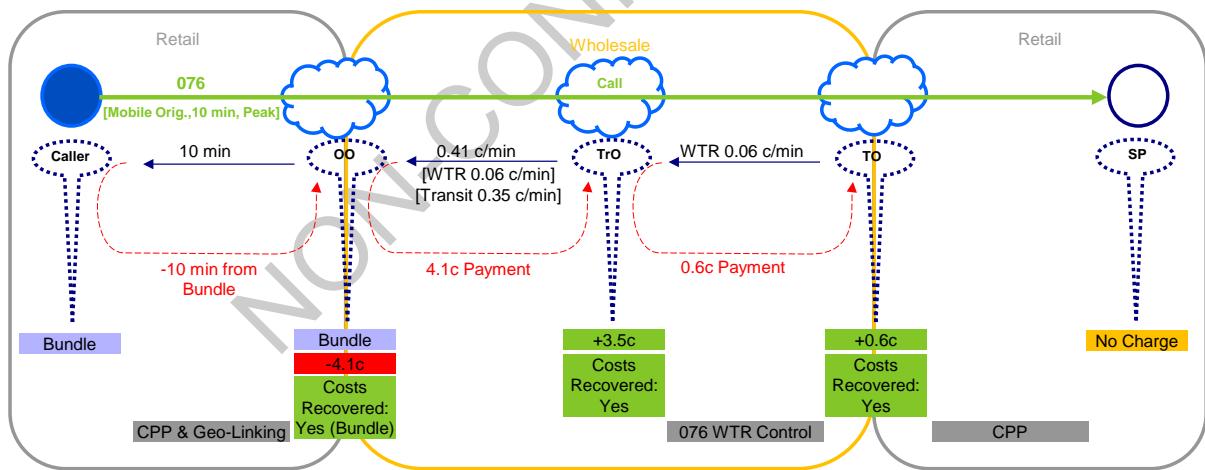 Retail
Wholesale
Retail
076
Call
[Mobile Orig.,10 min, Peak]
Caller
10 min
OO
0.41 c/min
[WTR 0.06 c/min]
[Transit 0.35 c/min]
TrO
WTR 0.06 c/min
TO
SP
-10 min from
Bundle
4.1c Payment
0.6c Payment
Bundle
Bundle
-4.1c
Costs
Recovered:
Yes (Bundle)
+3.5c
Costs
Recovered:
Yes
+0.6c
Costs
Recovered:
Yes
No Charge
CPP & Geo-Linking
076 WTR Control
CPP